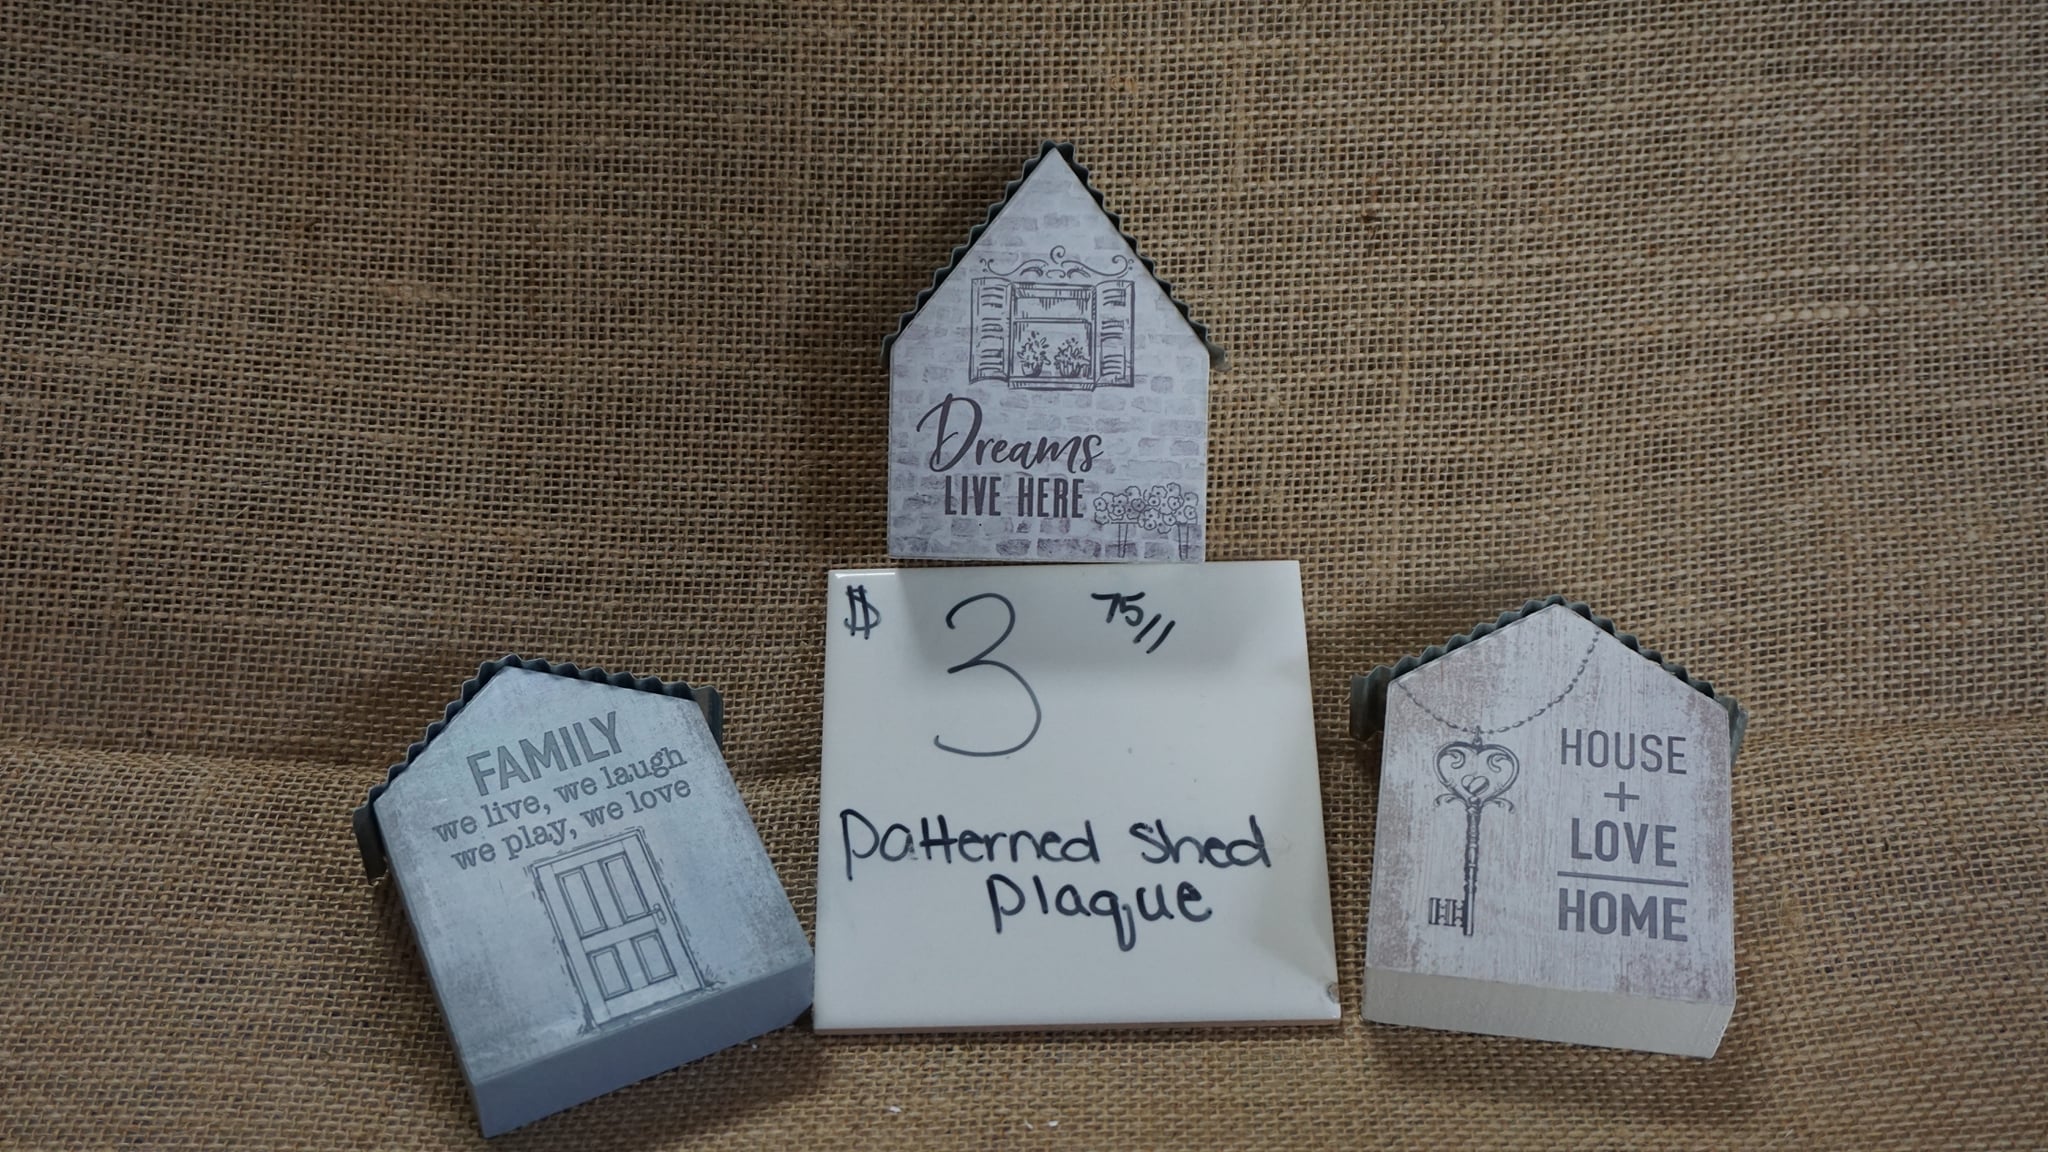 Dreams
LIVE HERE
$ 3 75//
patterned shed
plaque
FAMILY
we live, we laugh
we play, we love
HOUSE
+
LOVE
HOME